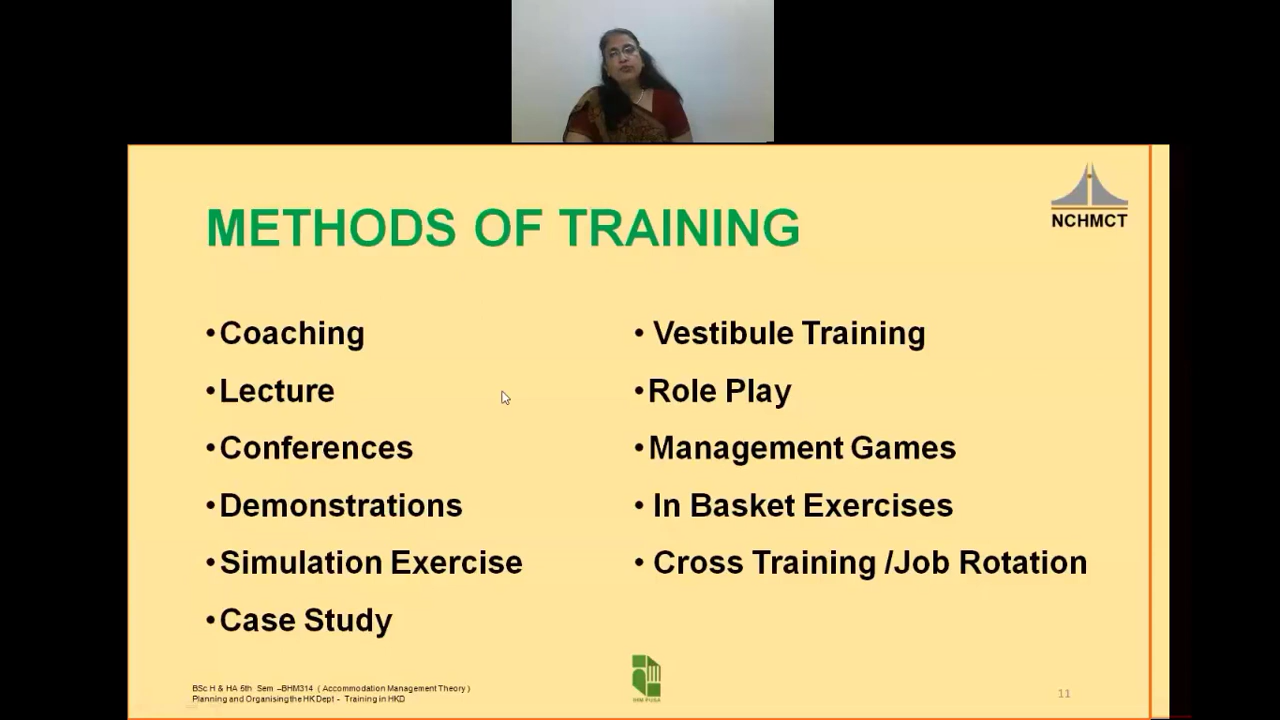 METHODS OF TRAINING
NCHMCT
•Coaching
•Lecture
•Conferences
•Demonstrations
•Simulation Exercise
•Case Study
• Vestibule Training
•Role Play
•Management Games
• In Basket Exercises
• Cross Training /Job Rotation
BSc H & HA 6th Sem –BHM314 ( Accommodation Management Theory )
Planning and Organising the HK Dept - Training in HKD
IHM PUSA
11